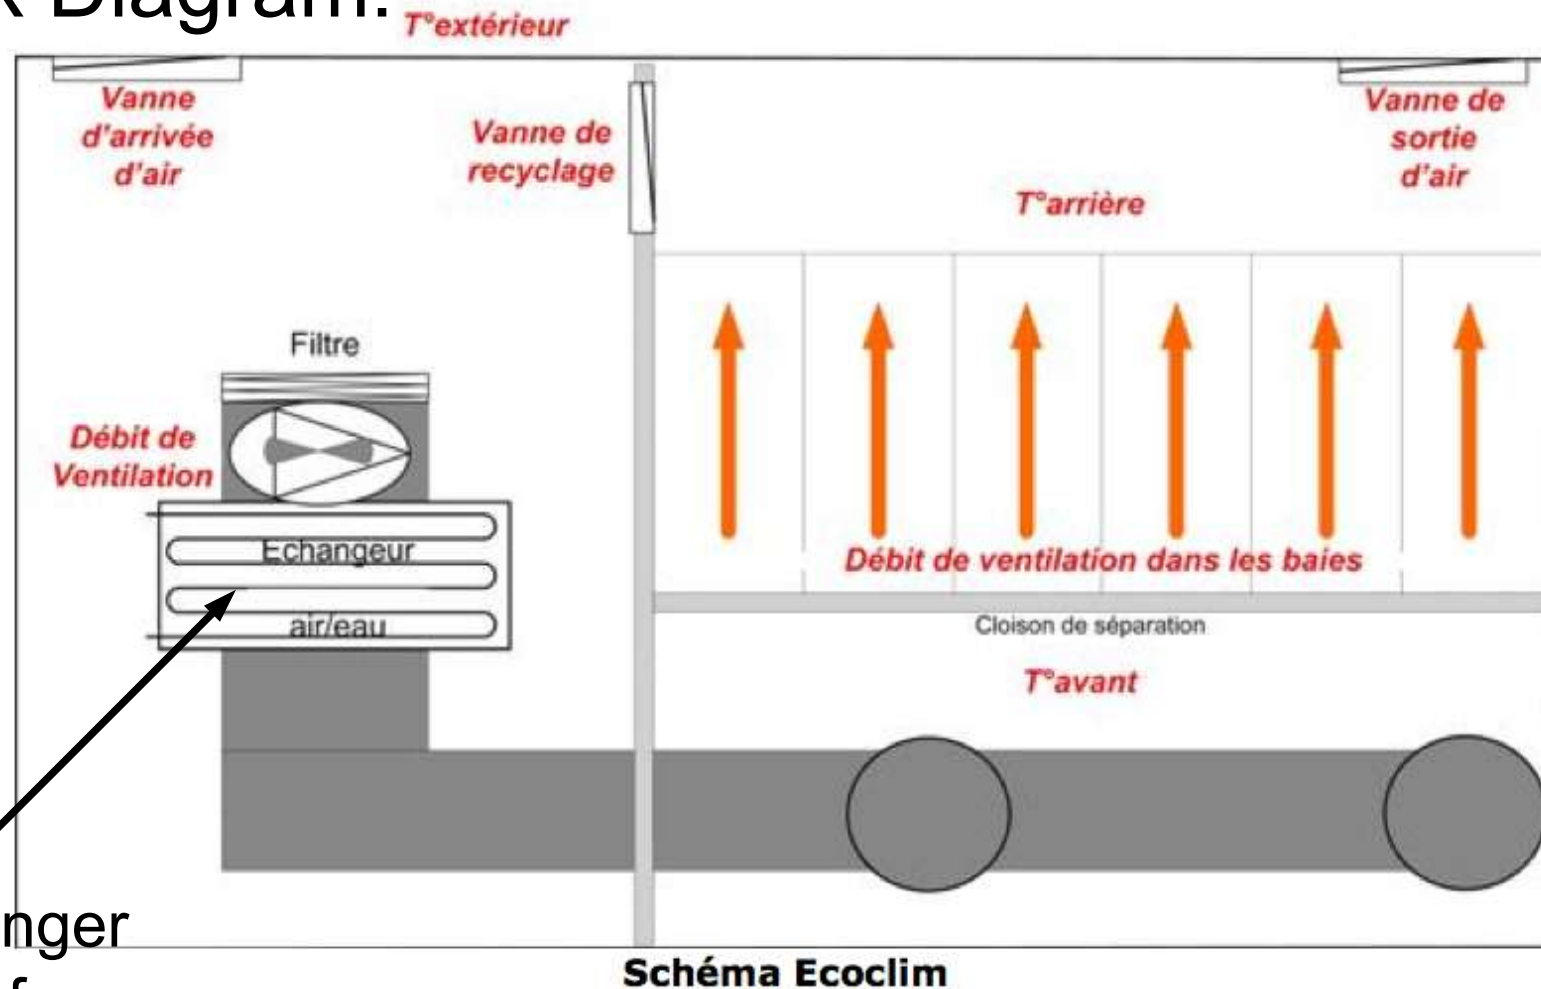 Diagram:
T°extérieur
Vanne
d'arrivée
d'air
Vanne de
recyclage
Vanne de
sortie
d'air
T°arrière
Filtre
Débit de
Ventilation
Echangeur
air/eau
Débit de ventilation dans les baies
Cloison de séparation
T°avant
nger
Schéma Ecoclim